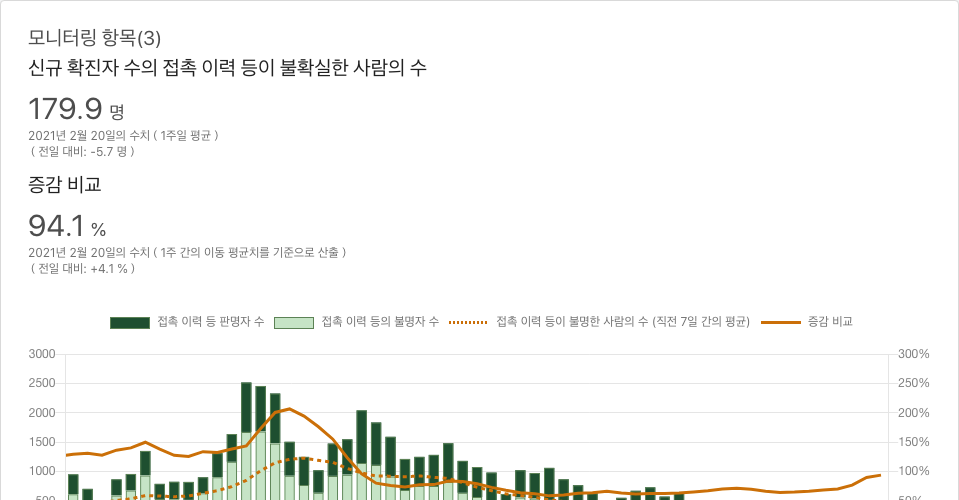 모니터링 항목(3)
신규 확진자 수의 접촉 이력 등이 불확실한 사람의 수
179.9 명
2021년 2월 20일의 수치 ( 1주일 평균 )
( 전일 대비: -5.7 명 )
증감 비교
94.1 %
2021년 2월 20일의 수치 ( 1주 간의 이동 평균치를 기준으로 산출 )
( 전일 대비: +4.1 % )
접촉 이력 등 판명자 수 접촉 이력 등의 불명자 수 접촉 이력 등이 불명한 사람의 수 (직전 7일 간의 평균) 증감 비교
3000 300%
2500 250%
2000 200%
1500 150%
1000 100%
500 50%